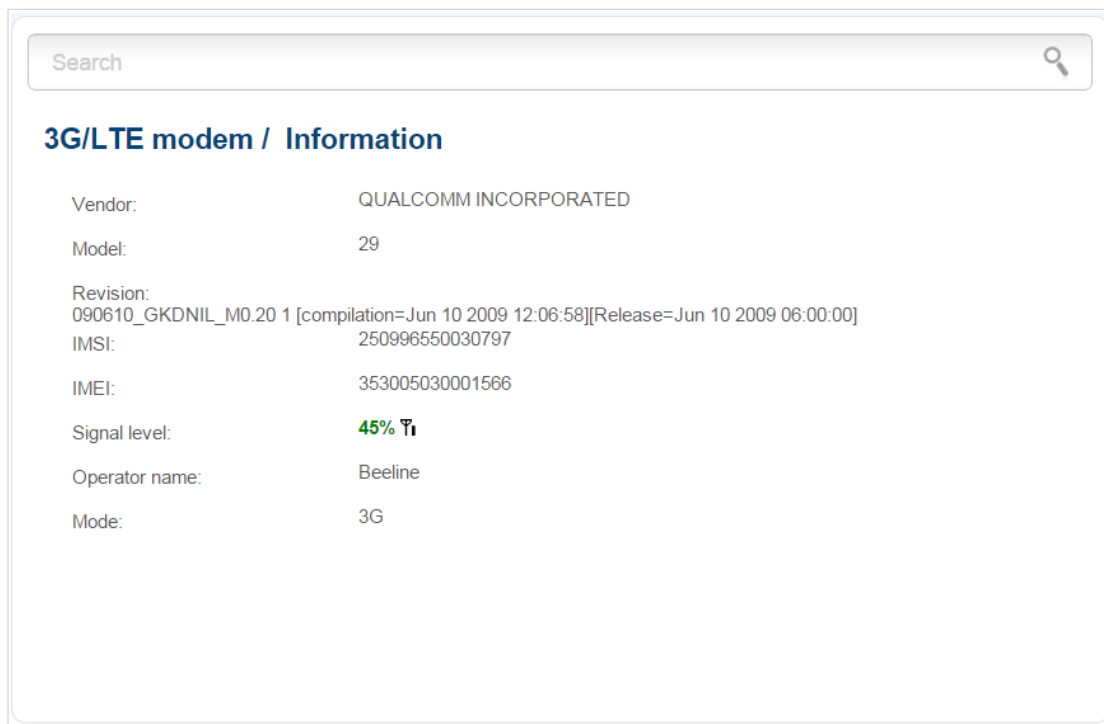 Search
3G/LTE modem /  Information
Vendor: QUALCOMM INCORPORATED
Model: 29
Revision:
090610_GKDNIL_M0.20 1 [compilation=Jun 10 2009 12:06:58][Release=Jun 10 2009 06:00:00]
IMSI: 250996550030797
IMEI: 353005030001566
Signal level: 45%
Operator name: Beeline
Mode: 3G